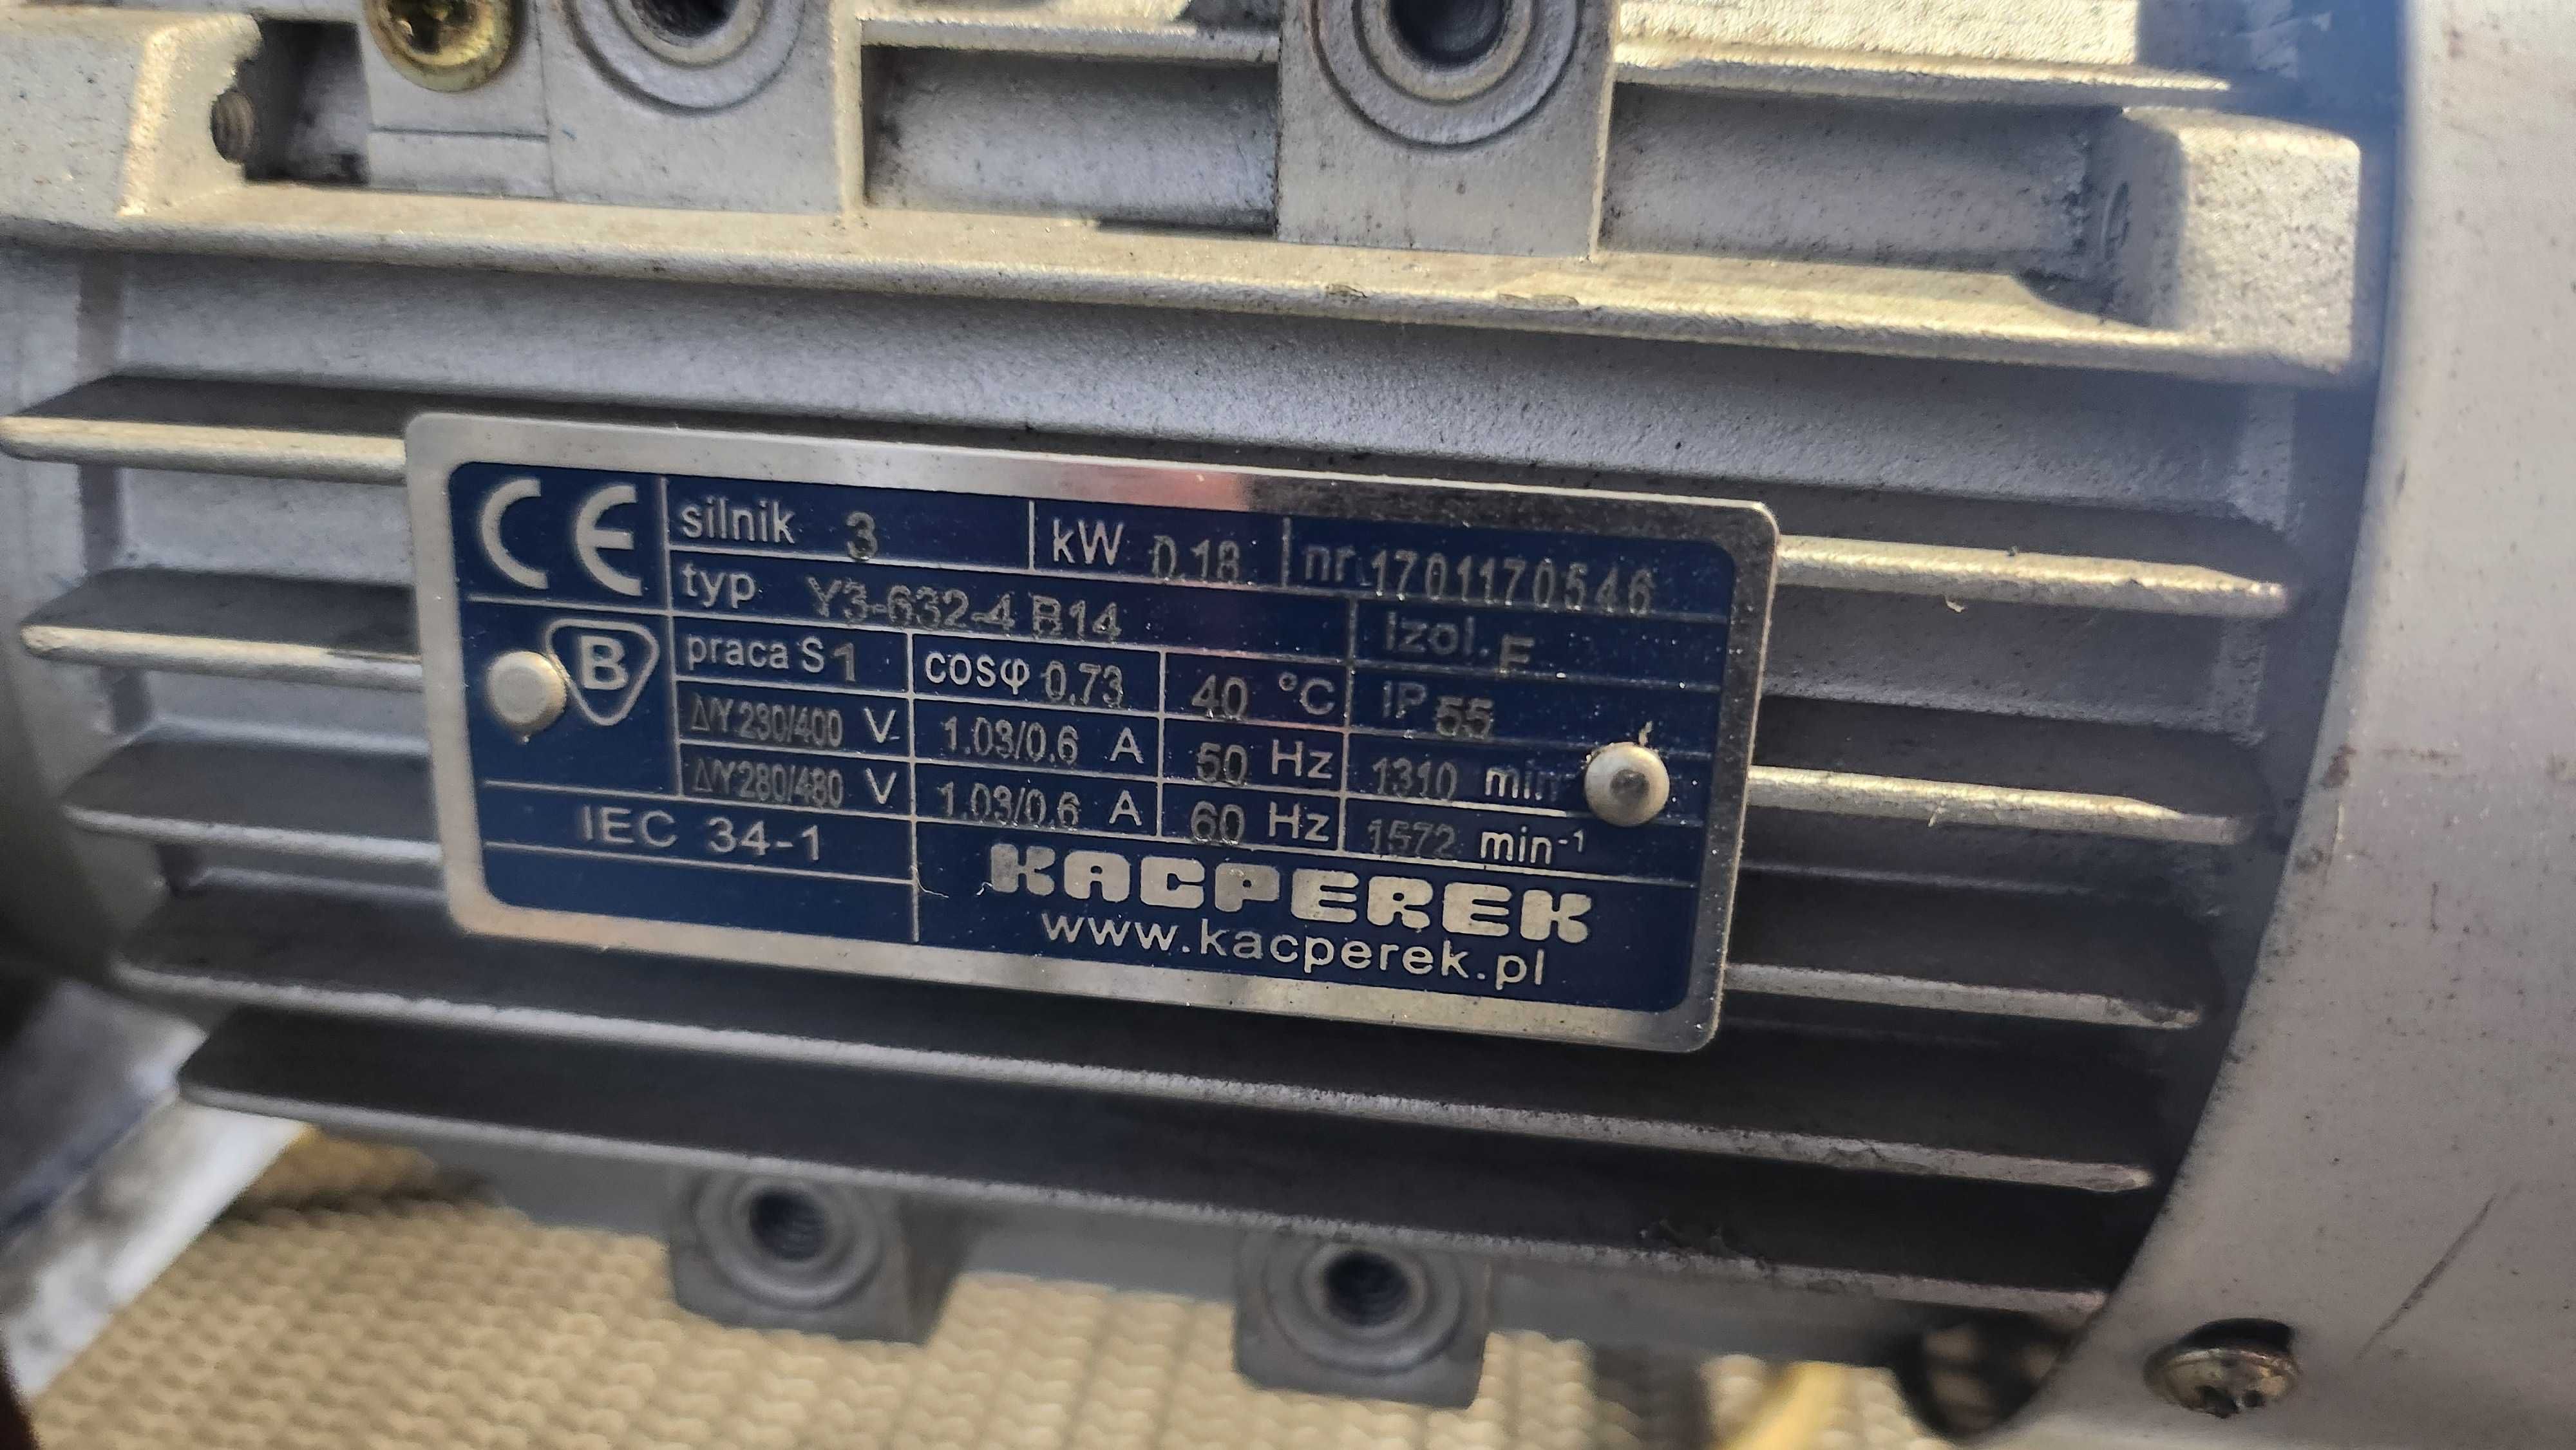 CE silnik 3 kW 0.18 nr 1701170546
typ Y3-632-4 B14 Izol. F
B praca S1 cosφ 0.73 40 °C IP 55
Δ/Y 230/400 V 1.03/0.6 A 50 Hz 1310 min
Δ/Y 280/480 V 1.03/0.6 A 60 Hz 1572 min-1
IEC 34-1
KACPEREK
www.kacperek.pl